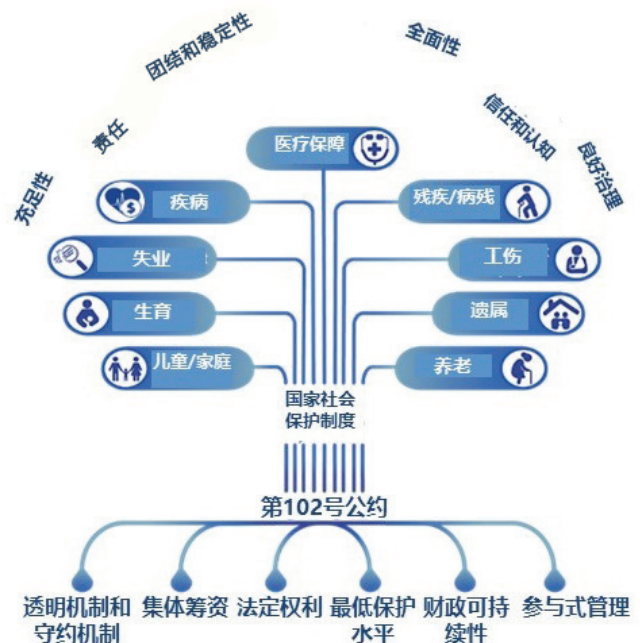 团结和稳定性
全面性
责任
信任和认知
充足性
良好治理
医疗保障
疾病
残疾/病残
失业
工伤
生育
遗属
儿童/家庭
养老
国家社会
保护制度
第102号公约
透明机制和
守约机制
集体筹资
法定权利
最低保护
水平
财政可持
续性
参与式管理